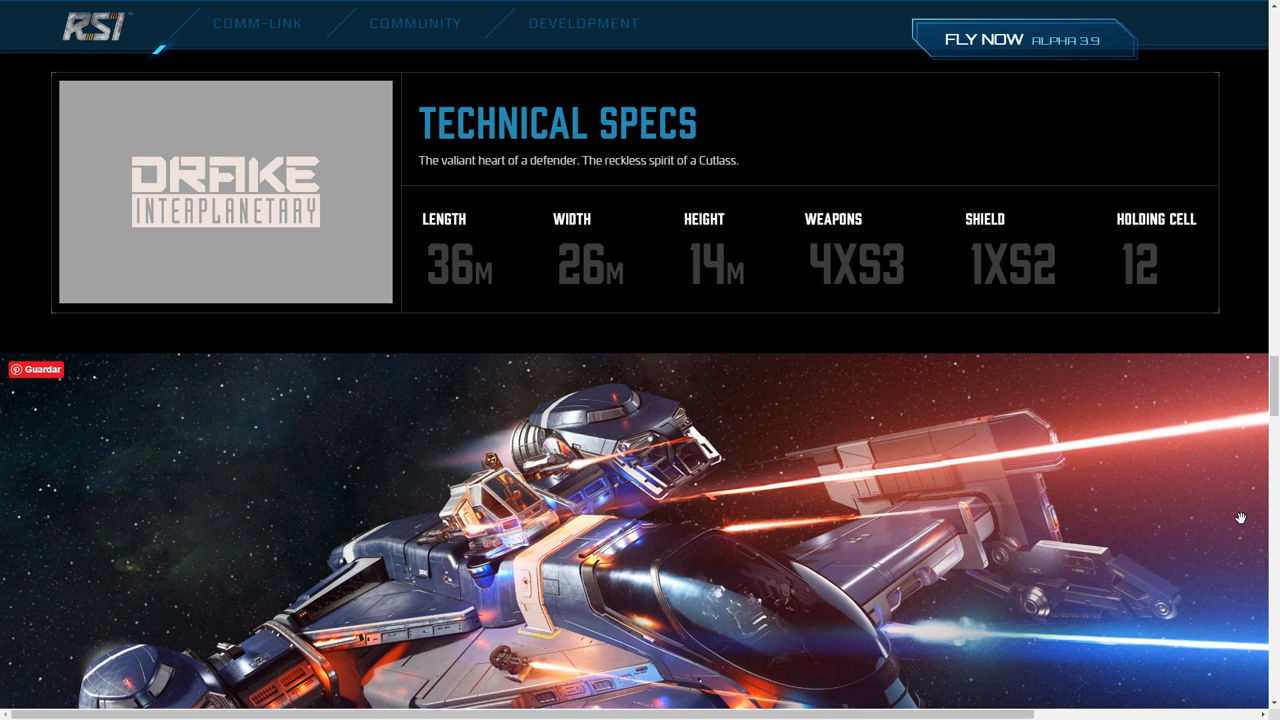 RSI
COMM-LINK
COMMUNITY
DEVELOPMENT
FLY NOW ALPHA 3.9
DRAKE
INTERPLANETARY
TECHNICAL SPECS
The valiant heart of a defender. The reckless spirit of a Cutlass.
LENGTH WIDTH HEIGHT WEAPONS SHIELD HOLDING CELL
36M 26M 14M 4XS3 1XS2 12
Guardar